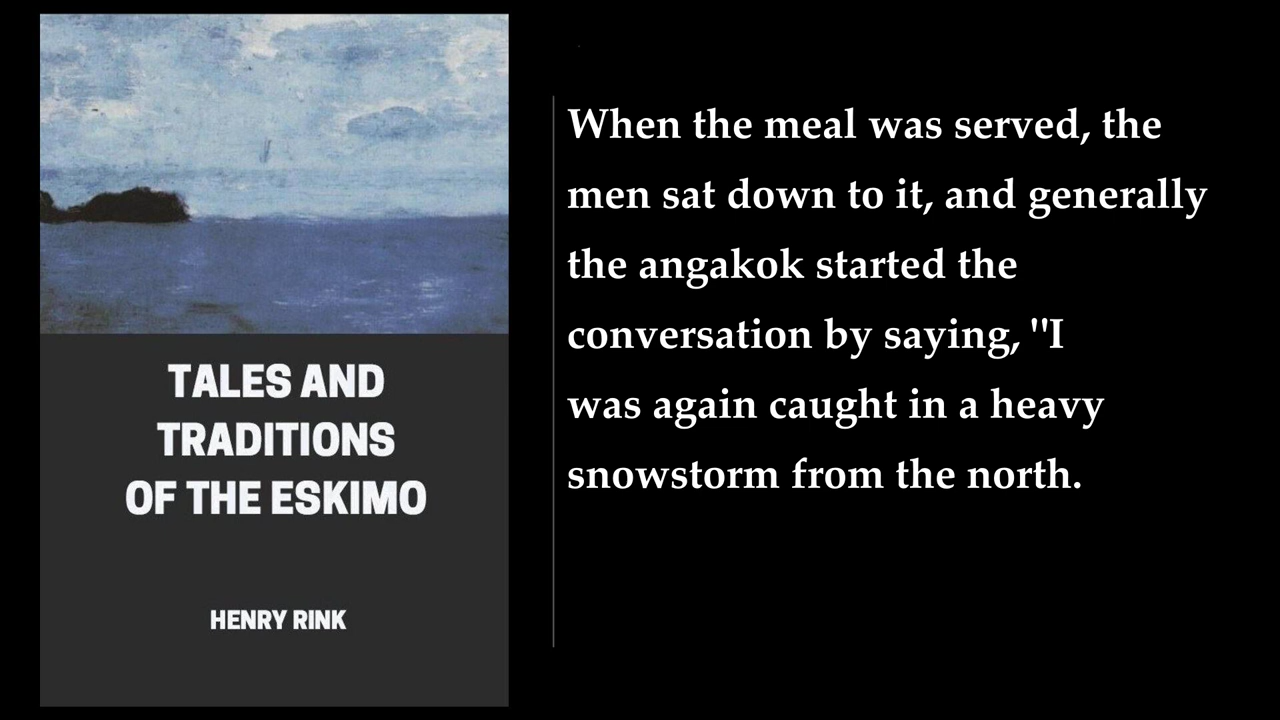 TALES AND
TRADITIONS
OF THE ESKIMO
HENRY RINK
When the meal was served, the
men sat down to it, and generally
the angakok started the
conversation by saying, "I
was again caught in a heavy
snowstorm from the north.